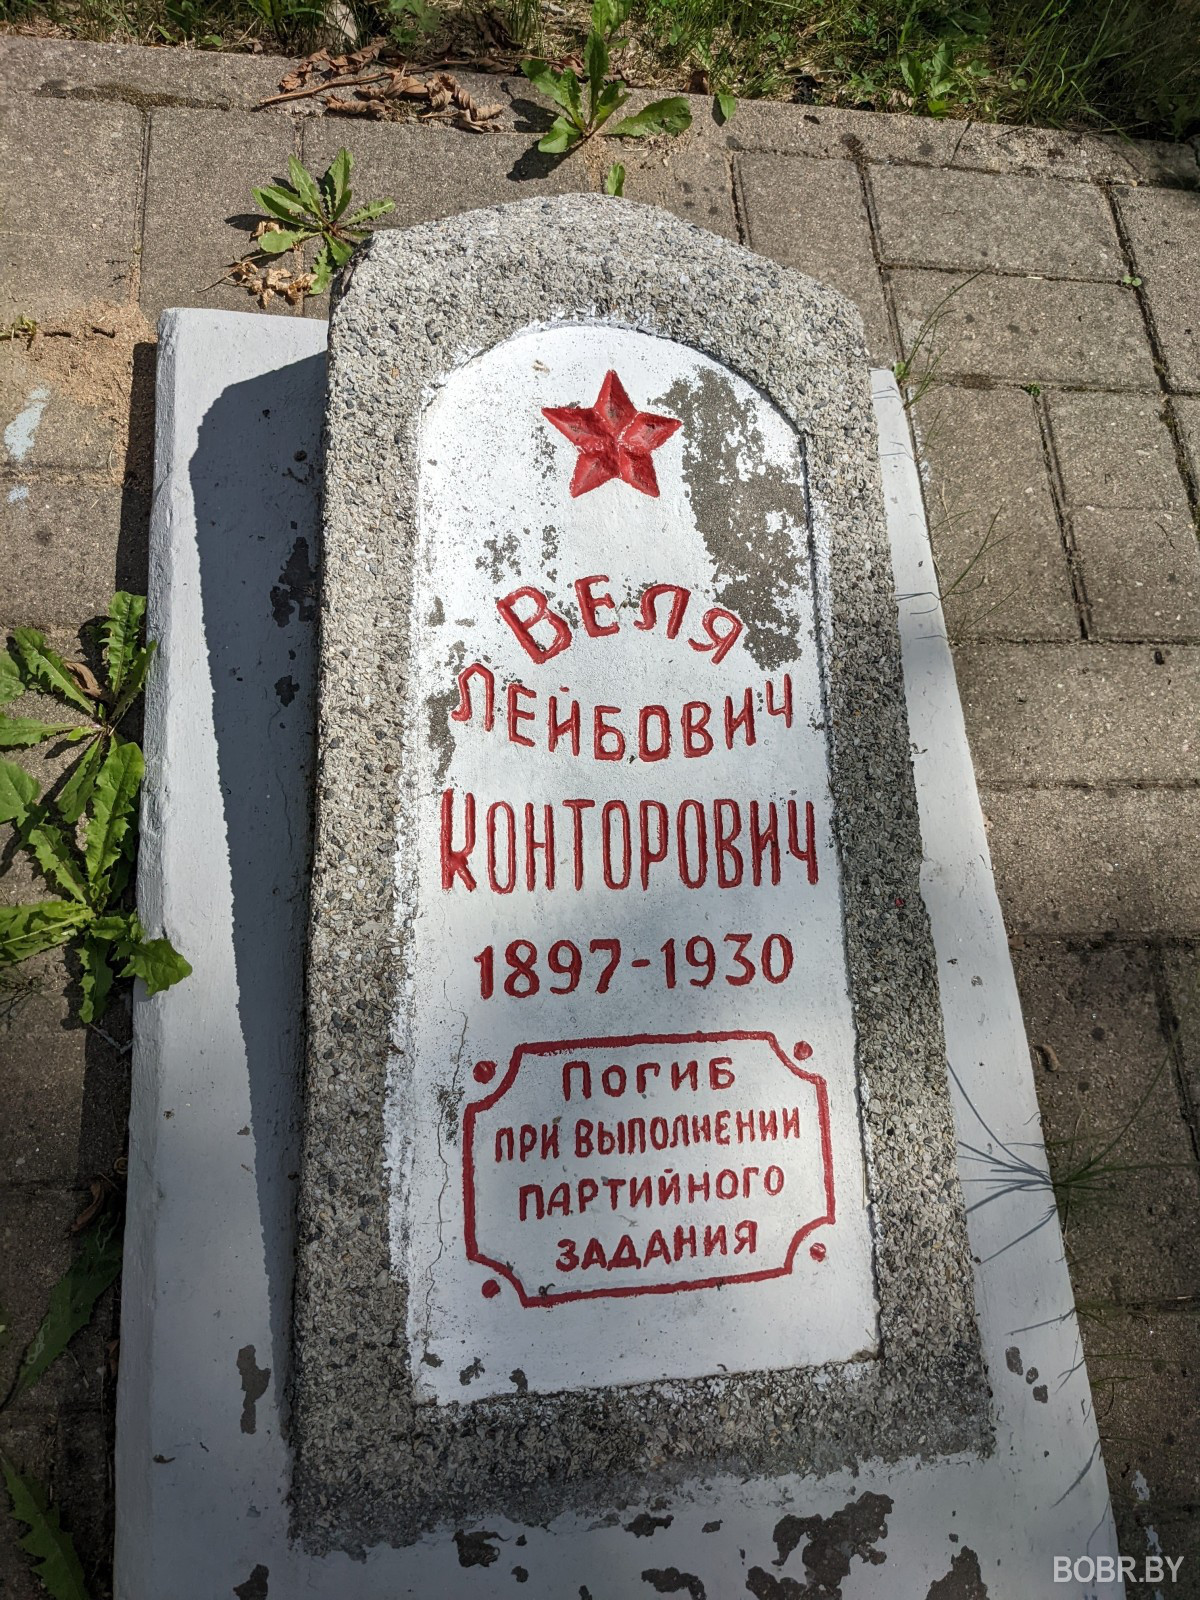 ВЕЛЯ
ЛЕЙБОВИЧ
КОНТОРОВИЧ
1897-1930
ПОГИБ
ПРИ ВЫПОЛНЕНИИ
ПАРТИЙНОГО
ЗАДАНИЯ
BOBR.BY